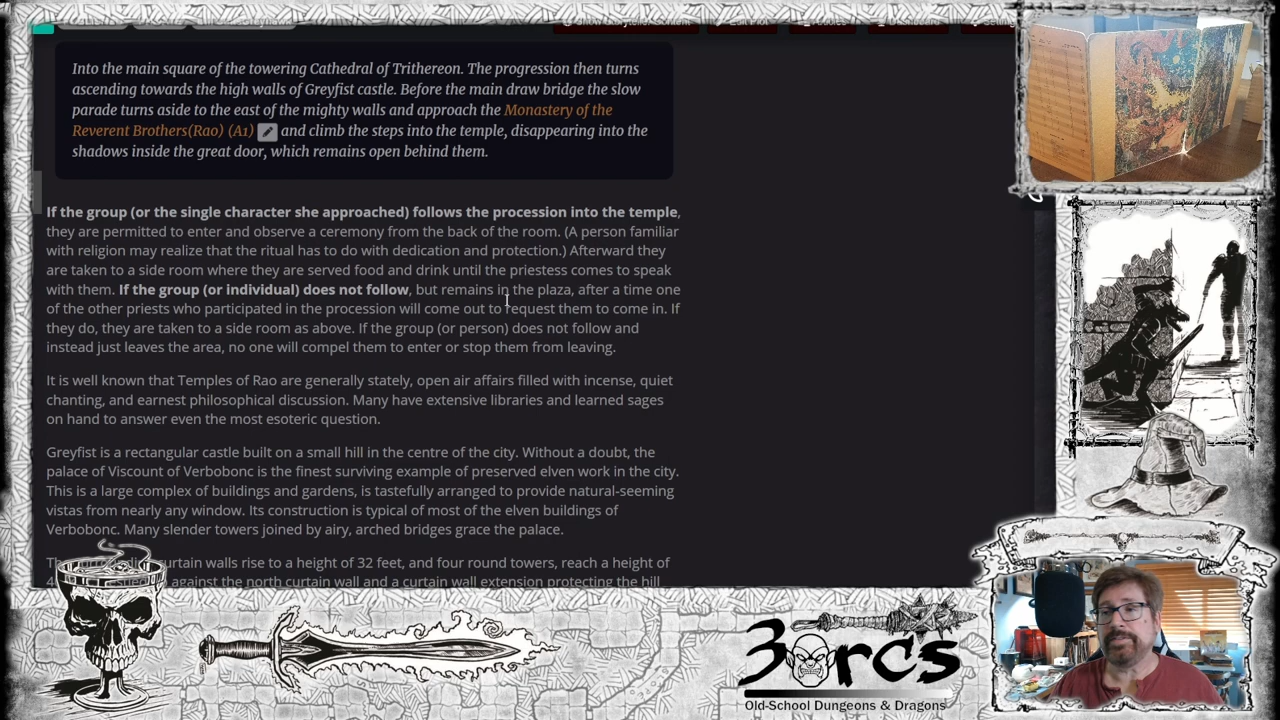 Into the main square of the towering Cathedral of Trithereon. The progression then turns
ascending towards the high walls of Greyfist castle. Before the main draw bridge the slow
parade turns aside to the east of the mighty walls and approach the Monastery of the
Reverent Brothers(Rao) (A1) and climb the steps into the temple, disappearing into the
shadows inside the great door, which remains open behind them.
If the group (or the single character she approached) follows the procession into the temple,
they are permitted to enter and observe a ceremony from the back of the room. (A person familiar
with religion may realize that the ritual has to do with dedication and protection.) Afterward they
are taken to a side room where they are served food and drink until the priestess comes to speak
with them. If the group (or individual) does not follow, but remains in the plaza, after a time one
of the other priests who participated in the procession will come out to request them to come in. If
they do, they are taken to a side room as above. If the group (or person) does not follow and
instead just leaves the area, no one will compel them to enter or stop them from leaving.
It is well known that Temples of Rao are generally stately, open air affairs filled with incense, quiet
chanting, and earnest philosophical discussion. Many have extensive libraries and learned sages
on hand to answer even the most esoteric question.
Greyfist is a rectangular castle built on a small hill in the centre of the city. Without a doubt, the
palace of Viscount of Verbobonc is the finest surviving example of preserved elven work in the city.
This is a large complex of buildings and gardens, is tastefully arranged to provide natural-seeming
vistas from nearly any window. Its construction is typical of most of the elven buildings of
Verbobonc. Many slender towers joined by airy, arched bridges grace the palace.
curtain walls rise to a height of 32 feet, and four round towers, reach a height of
against the north curtain wall and a curtain wall extension protecting the hill
3 orcs
Old-School Dungeons & Dragons